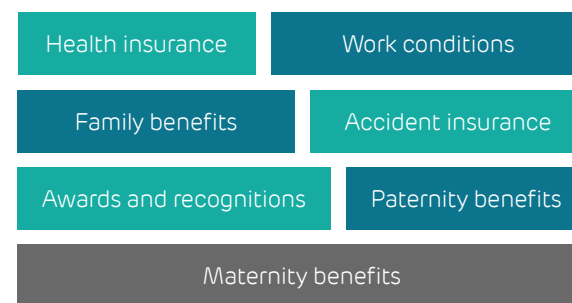 Health insurance
Work conditions
Family benefits
Accident insurance
Awards and recognitions
Paternity benefits
Maternity benefits